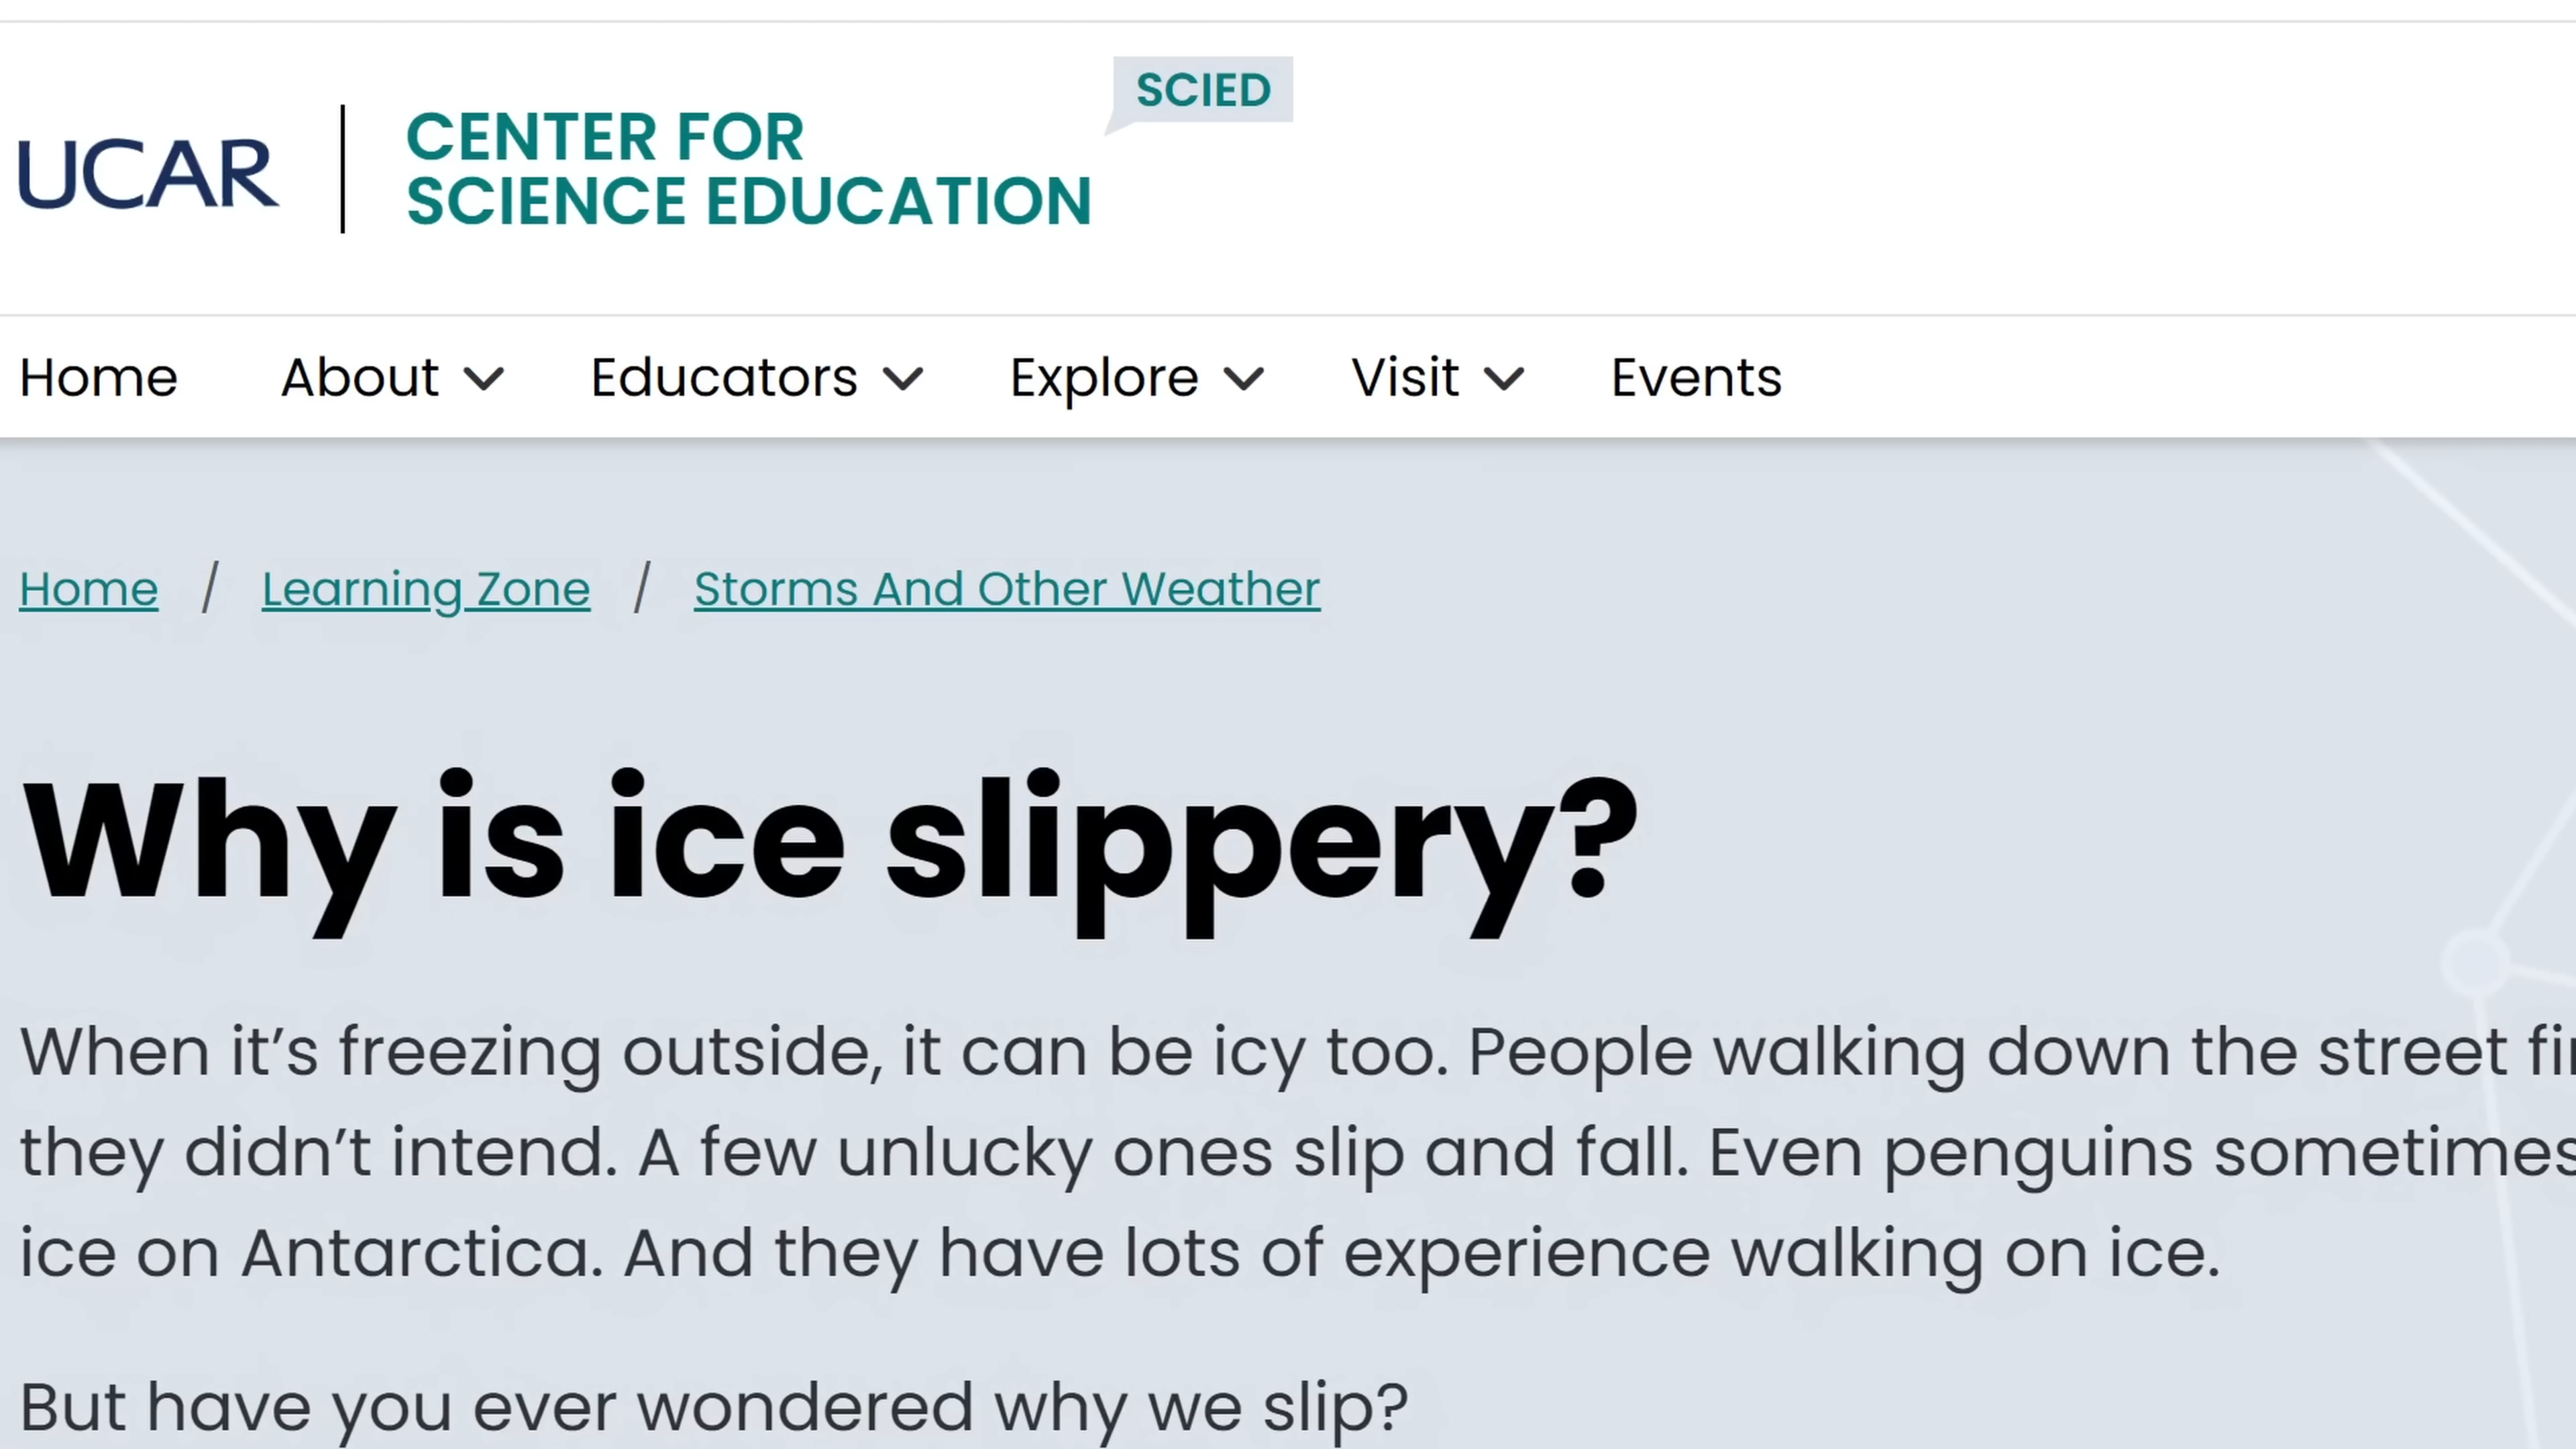 SCIED
UCAR
CENTER FOR
SCIENCE EDUCATION
Home About Educators Explore Visit Events
Home / Learning Zone / Storms And Other Weather
Why is ice slippery?
When it’s freezing outside, it can be icy too. People walking down the street
they didn’t intend. A few unlucky ones slip and fall. Even penguins sometimes
ice on Antarctica. And they have lots of experience walking on ice.
But have you ever wondered why we slip?